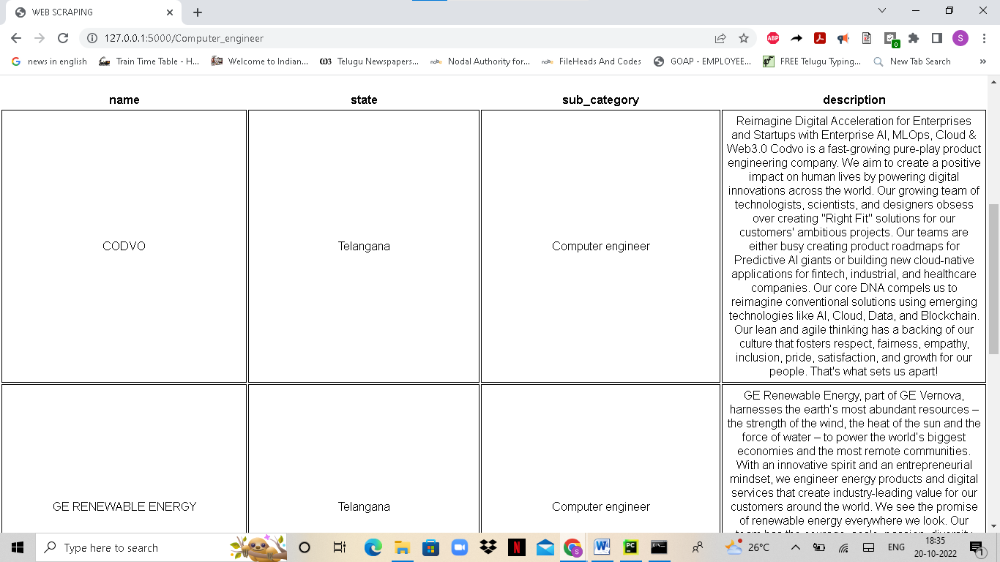 WEB SCRAPING
127.0.0.1:5000/Computer_engineer
ABP
0
S
news in english
Train Time Table - H...
Welcome to Indian...
Telugu Newspapers...
Nodal Authority for...
FileHeads And Codes
GOAP - EMPLOYEE...
FREE Telugu Typing...
New Tab Search
»
name state sub_category description
CODVO
Telangana
Computer engineer
Reimagine Digital Acceleration for Enterprises
and Startups with Enterprise AI, MLOps, Cloud &
Web3.0 Codvo is a fast-growing pure-play product
engineering company. We aim to create a positive
impact on human lives by powering digital
innovations across the world. Our growing team of
technologists, scientists, and designers obsess
over creating "Right Fit" solutions for our
customers' ambitious projects. Our teams are
either busy creating product roadmaps for
Predictive AI giants or building new cloud-native
applications for fintech, industrial, and healthcare
companies. Our core DNA compels us to
reimagine conventional solutions using emerging
technologies like AI, Cloud, Data, and Blockchain.
Our lean and agile thinking has a backing of our
culture that fosters respect, fairness, empathy,
inclusion, pride, satisfaction, and growth for our
people. That's what sets us apart!
GE RENEWABLE ENERGY
Telangana
Computer engineer
GE Renewable Energy, part of GE Vernova,
harnesses the earth's most abundant resources –
the strength of the wind, the heat of the sun and the
force of water – to power the world's biggest
economies and the most remote communities.
With an innovative spirit and an entrepreneurial
mindset, we engineer energy products and digital
services that create industry-leading value for our
customers around the world. We see the promise
of renewable energy everywhere we look. Our
Type here to search
N
S
W
PC
26°C
ENG
18:35
20-10-2022
1